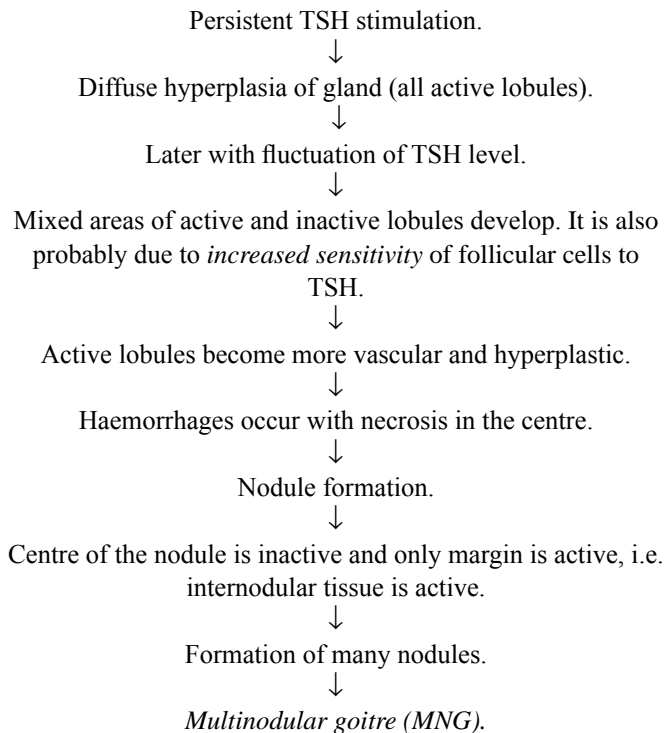 Persistent TSH stimulation.
↓
Diffuse hyperplasia of gland (all active lobules).
↓
Later with fluctuation of TSH level.
↓
Mixed areas of active and inactive lobules develop. It is also
probably due to increased sensitivity of follicular cells to
TSH.
↓
Active lobules become more vascular and hyperplastic.
↓
Haemorrhages occur with necrosis in the centre.
↓
Nodule formation.
↓
Centre of the nodule is inactive and only margin is active, i.e.
internodular tissue is active.
↓
Formation of many nodules.
↓
Multinodular goitre (MNG).